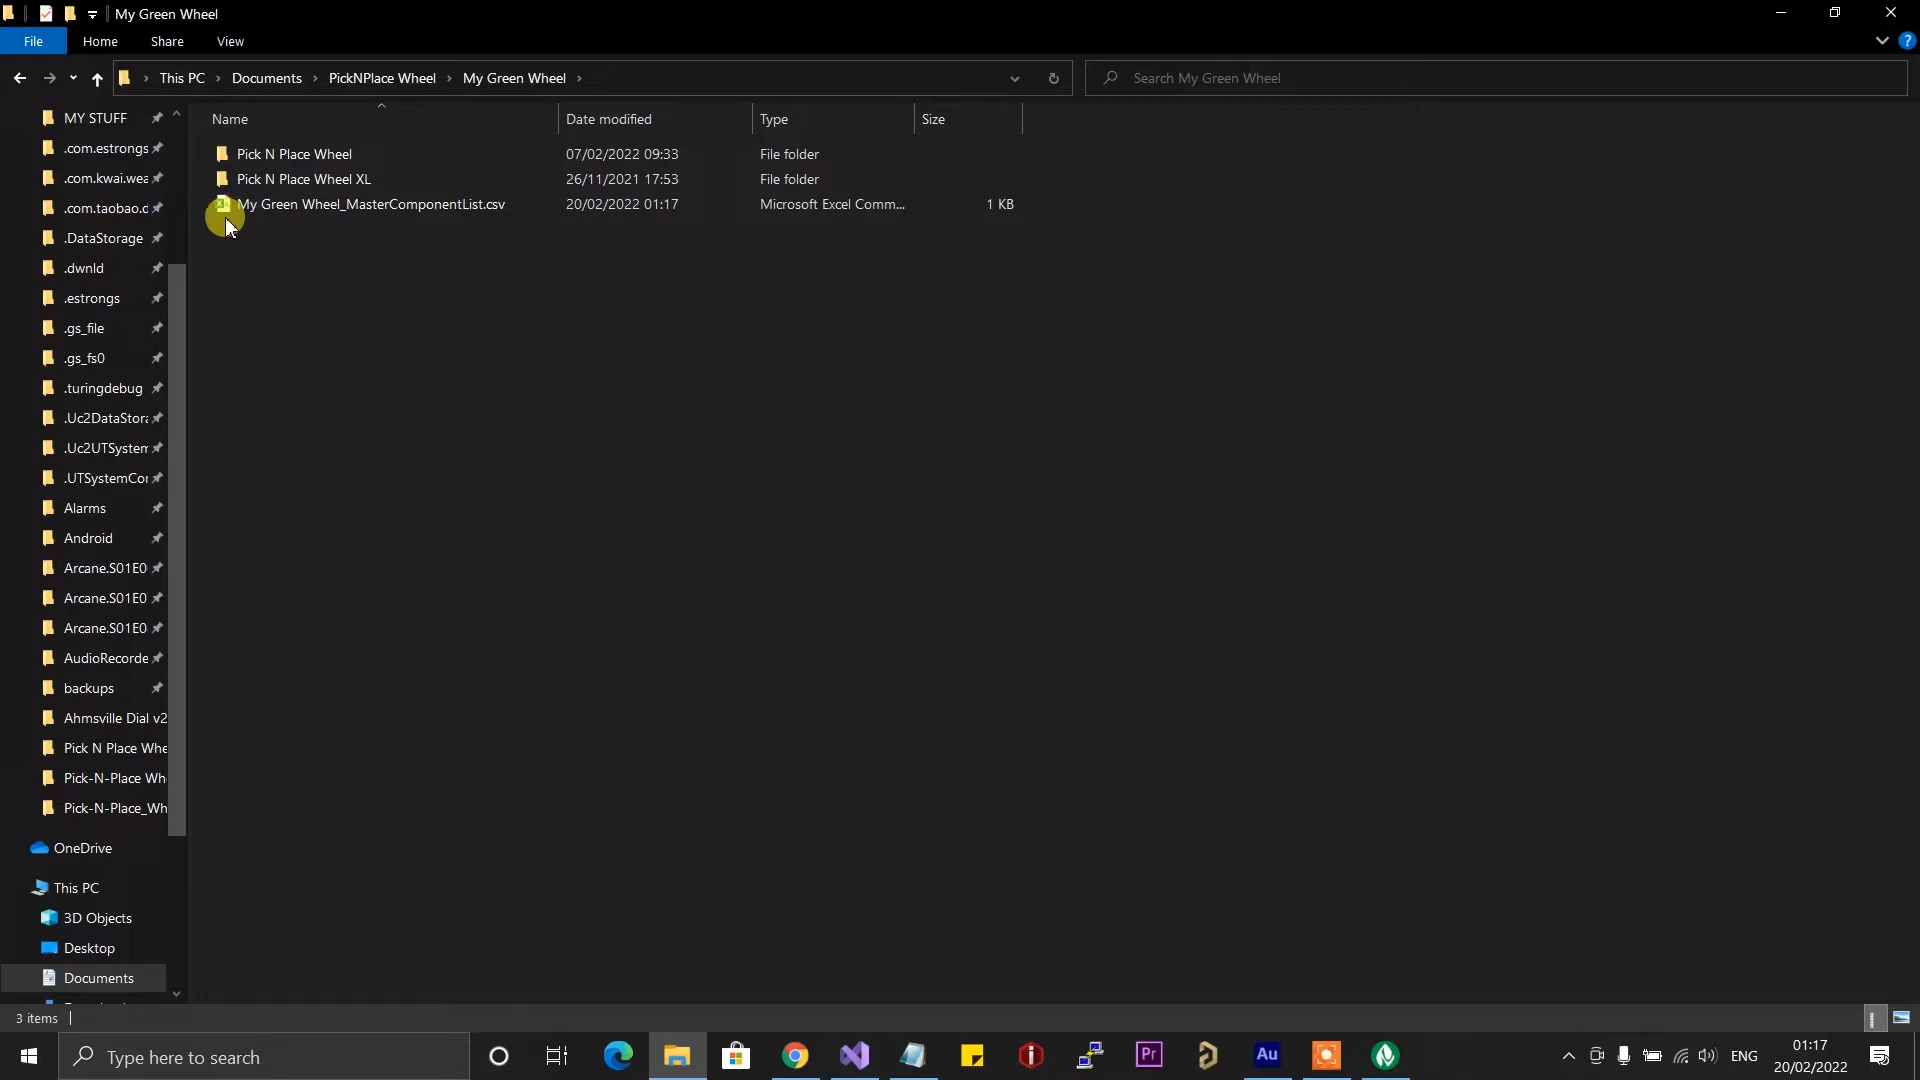 My Green Wheel
File Home Share View
This PC Documents PickNPlace Wheel My Green Wheel
Search My Green Wheel
Name Date modified Type Size
Pick N Place Wheel 07/02/2022 09:33 File folder
Pick N Place Wheel XL 26/11/2021 17:53 File folder
My Green Wheel_MasterComponentList.csv 20/02/2022 01:17 Microsoft Excel Comm... 1 KB
MY STUFF
.com.estrongs
.com.kwai.wea
.com.taobao.d
.DataStorage
.dwnld
.estrongs
.gs_file
.gs_fs0
.turingdebug
.Uc2DataStora
.Uc2UTSystem
.UTSystemCor
Alarms
Android
Arcane.S01E0
Arcane.S01E0
Arcane.S01E0
AudioRecorde
backups
Ahmsville Dial v2
Pick N Place Whe
Pick-N-Place Wh
Pick-N-Place_Wh
OneDrive
This PC
3D Objects
Desktop
Documents
3 items
Type here to search
Pr
Au
ENG
01:17
20/02/2022